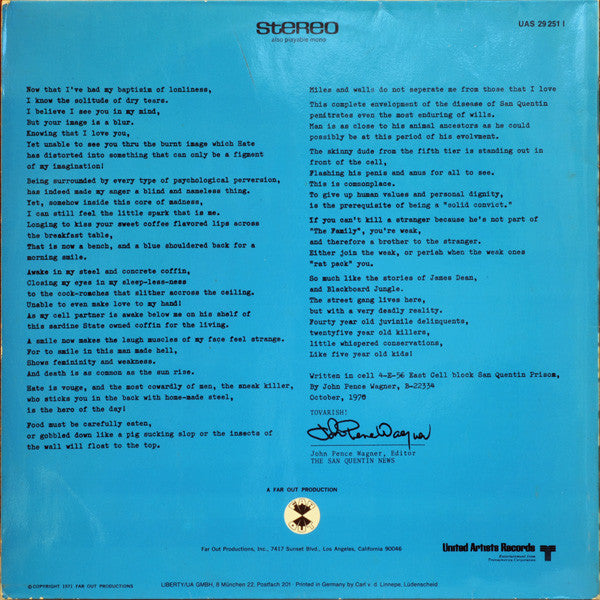 stereo
also playable mono
UAS 29 251 I
Now that I've had my baptisim of lonliness,
I know the solitude of dry tears.
I believe I see you in my mind,
But your image is a blur.
Knowing that I love you,
Yet unable to see you thru the burnt image which Hate
has distorted into something that can only be a figment
of my imagination!
Being surrounded by every type of paychological perversion,
has indeed made my anger a blind and nameless thing.
Yet, somehow inside this core of madness,
I can still feel the little spark that is me.
Longing to kiss your sweet coffee flavored lips across
the breakfast table,
That is now a bench, and a blue shouldered back for a
morning smile.
Awake in my steel and concrete coffin,
Closing my eyes in my sleep-less-ness
to the cock-roaches that slither accross the ceiling.
Unable to even make love to my hand!
As my cell partner is awake below me on his shelf of
this sardine State owned coffin for the living.
A smile now makes the laugh muscles of my face feel strange.
For to smile in this man made hell,
Shows femininity and weakness.
And death is as common as the sun rise.
Hate is vouge, and the most cowardly of men, the sneak killer,
who sticks you in the back with home-made steel,
is the hero of the day!
Food must be carefully eaten,
or gobbled down like a pig sucking slop or the insects of
the wall will float to the top.
Miles and walls do not seperate me from those that I love
This complete envelopment of the disease of San Quentin
penitrates even the most enduring of wills.
Man is as close to his animal ancestors as he could
possibly be at this period of his evolvment.
The skinny dude from the fifth tier is standing out in
front of the cell,
Flashing his penis and anus for all to see.
This is commonplace.
To give up human values and personal dignity,
is the prerequisite of being a "solid convict."
If you can't kill a stranger because he's not part of
"The Family", you're weak,
and therefore a brother to the stranger.
Either join the weak, or perish when the weak ones
"rat pack" you.
So much like the stories of James Dean,
and Blackboard Jungle.
The street gang lives here,
but with a very deadly reality.
Fourty year old juvinile delinquents,
twentyfive year old killers,
little whispered conservations,
Like five year old kids!
Written in cell 4-E-56 East Cell block San Quentin Prison,
By John Pence Wagner, B-22334
October, 1970
TOVARISH!
John Pence Wagner
John Pence Wagner, Editor
THE SAN QUENTIN NEWS
A FAR OUT PRODUCTION
Far Out Productions, Inc., 7417 Sunset Blvd., Los Angeles, California 90046
United Artists Records
Entertainment from
Transamerica Corporation
©COPYRIGHT 1971 FAR OUT PRODUCTIONS
LIBERTY/UA GMBH, 8 München 22, Postfach 201 · Printed in Germany by Carl v. d. Linnepe, Lüdenscheid